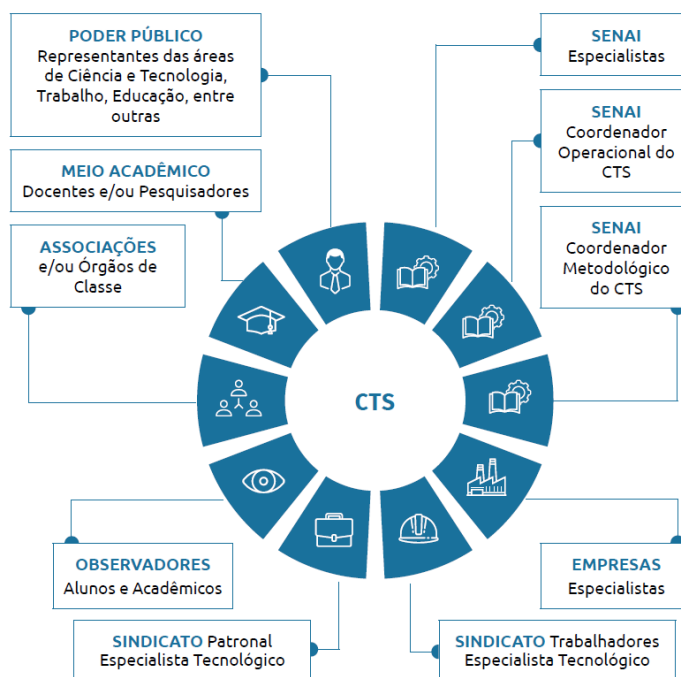 PODER PÚBLICO
Representantes das áreas
de Ciência e Tecnologia,
Trabalho, Educação, entre
outras
SENAI
Especialistas
SENAI
Coordenador
Operacional do
CTS
MEIO ACADÊMICO
Docentes e/ou Pesquisadores
ASSOCIAÇÕES
e/ou Órgãos de
Classe
SENAI
Coordenador
Metodológico
do CTS
CTS
OBSERVADORES
Alunos e Acadêmicos
EMPRESAS
Especialistas
SINDICATO Patronal
Especialista Tecnológico
SINDICATO Trabalhadores
Especialista Tecnológico